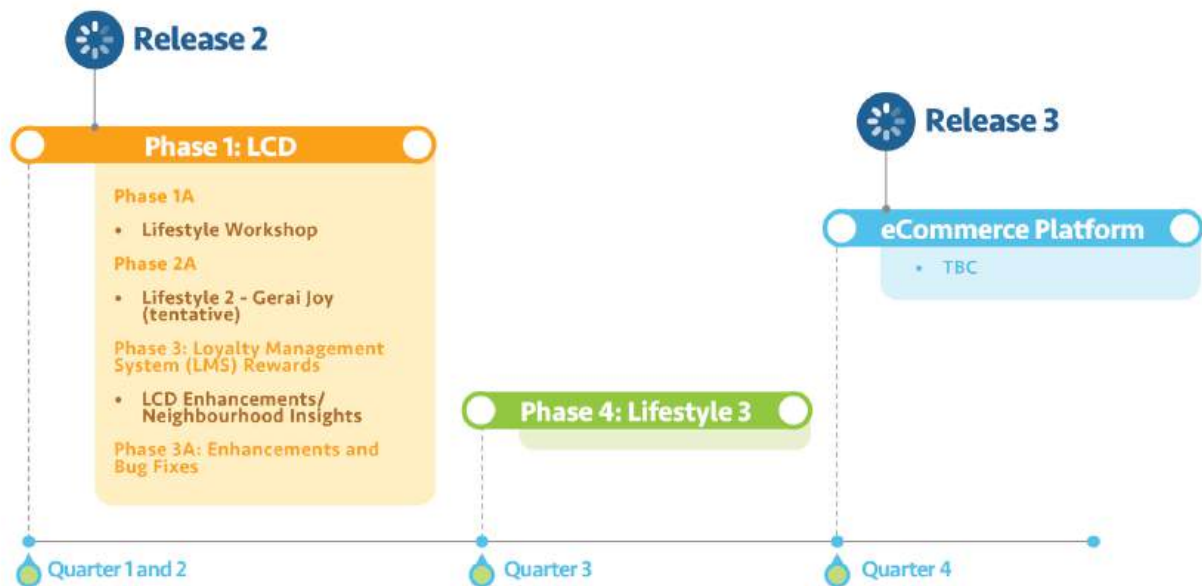 Release 2
Phase 1: LCD
Phase 1A
• Lifestyle Workshop
Phase 2A
• Lifestyle 2 - Gerai Joy
(tentative)
Phase 3: Loyalty Management
System (LMS) Rewards
• LCD Enhancements/
Neighbourhood Insights
Phase 3A: Enhancements and
Bug Fixes
Phase 4: Lifestyle 3
Release 3
eCommerce Platform
• TBC
Quarter 1 and 2
Quarter 3
Quarter 4